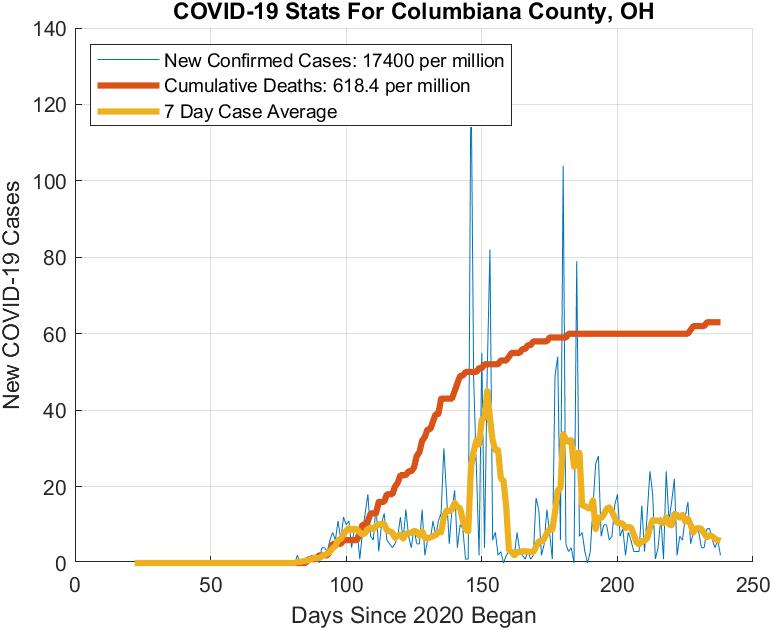 COVID-19 Stats For Columbiana County, OH
140
120
100
80
60
40
20
0
New COVID-19 Cases
New Confirmed Cases: 17400 per million
Cumulative Deaths: 618.4 per million
7 Day Case Average
0
50
100
150
200
250
Days Since 2020 Began